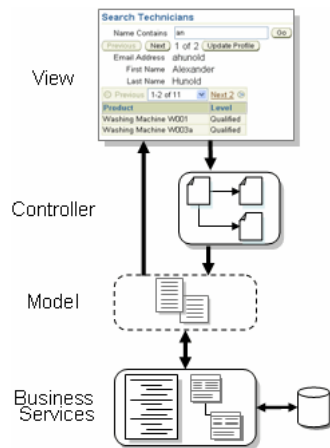 Search Technicians
Name Contains an Go
Previous Next 1 of 2 Update Profile
Email Address ahunold
First Name Alexander
Last Name Hunold
Previous 1-2 of 11 Next 2
Product Level
Washing Machine W001 Qualified
Washing Machine W003a Qualified
View
Controller
Model
Business
Services